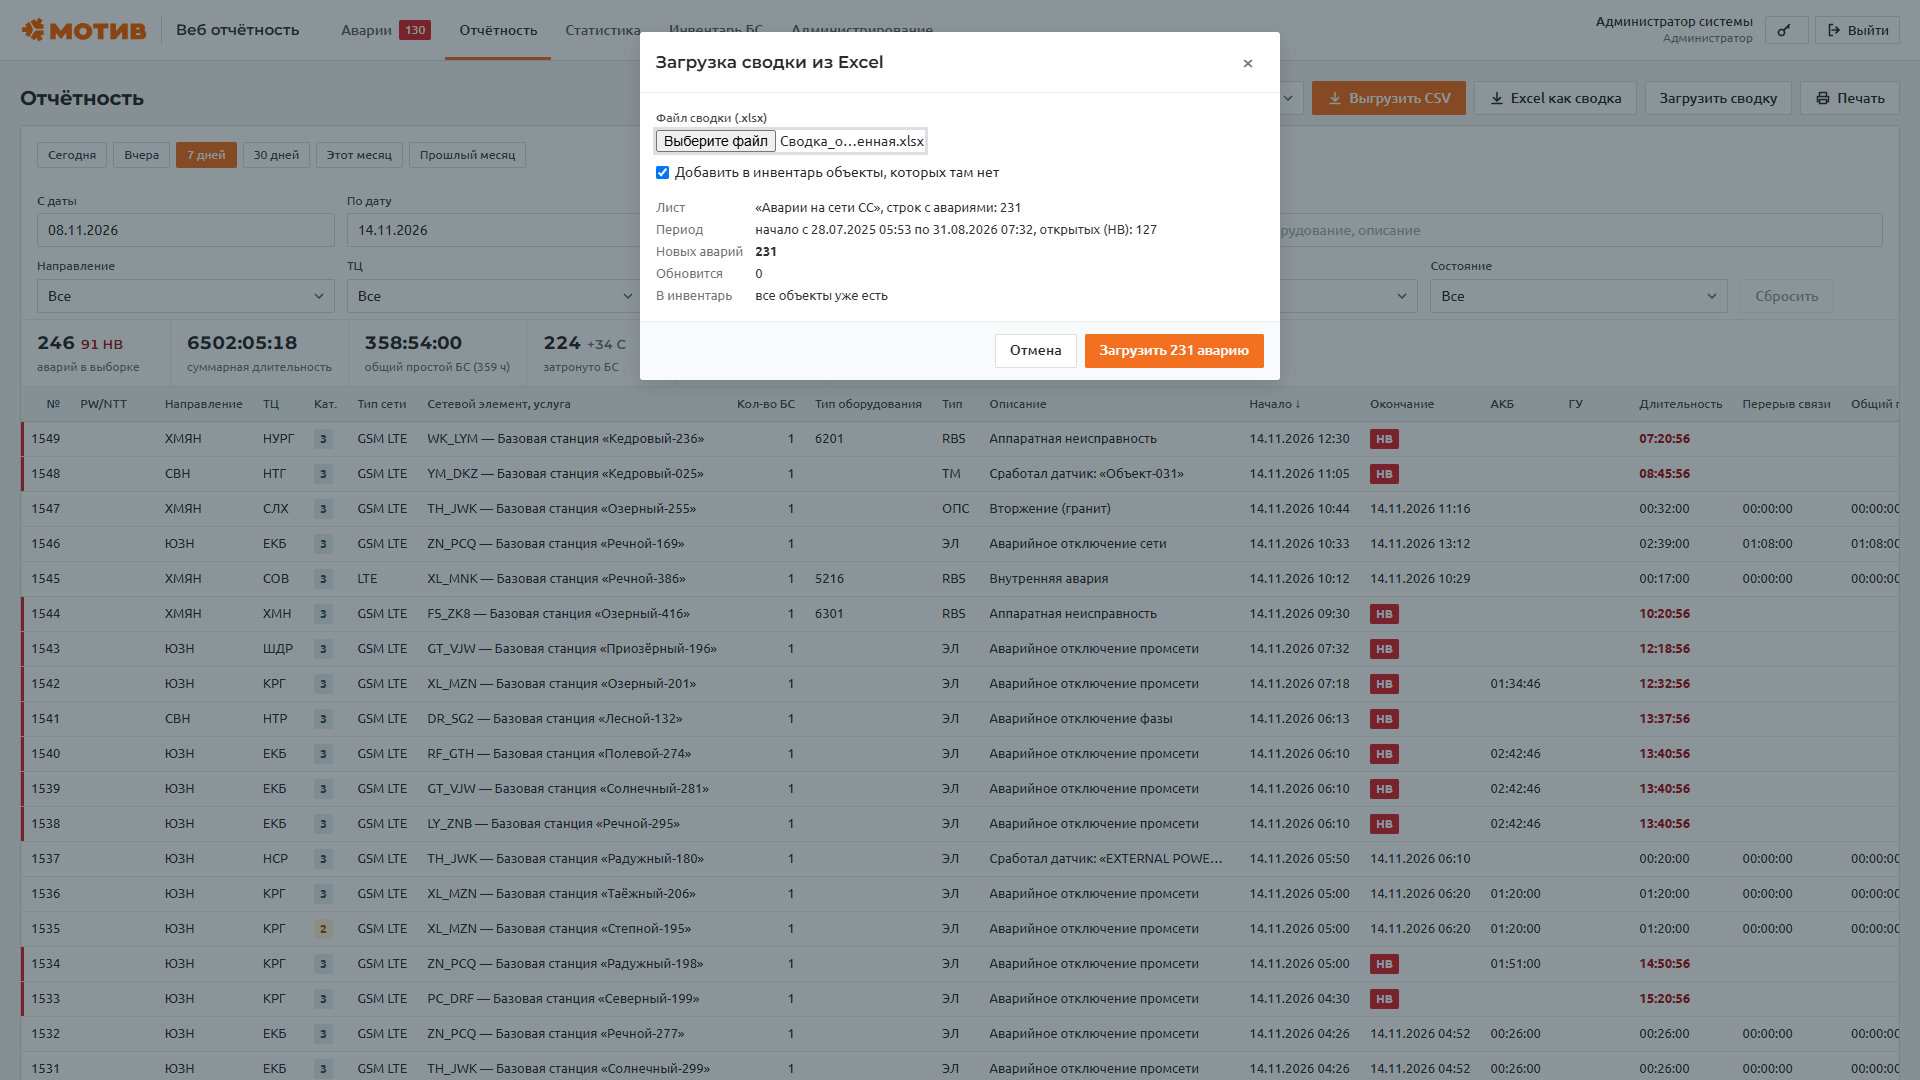 МОТИВ
Веб отчётность
Аварии 130
Отчётность
Статистика
Инвентарь БС
Администрирование
Администратор системы
Администратор
Выйти
Отчётность
Выгрузить CSV
Excel как сводка
Загрузить сводку
Печать
Загрузка сводки из Excel
×
Файл сводки (.xlsx)
Выберите файл Сводка_о...енная.xlsx
Добавить в инвентарь объекты, которых там нет
Лист «Аварии на сети СС», строк с авариями: 231
Период начало с 28.07.2025 05:53 по 31.08.2026 07:32, открытых (НВ): 127
Новых аварий 231
Обновится 0
В инвентарь все объекты уже есть
Отмена
Загрузить 231 аварию
Сегодня Вчера 7 дней 30 дней Этот месяц Прошлый месяц
С даты По дату
08.11.2026 14.11.2026 описание
Направление ТЦ Состояние
Все Все Все Сбросить
246 91 НВ 6502:05:18 358:54:00 224 +34 С
аварий в выборке суммарная длительность общий простой БС (359 ч) затронуто БС
№ PW/NTT Направление ТЦ Кат. Тип сети Сетевой элемент, услуга Кол-во БС Тип оборудования Тип Описание Начало ↓ Окончание АКБ ГУ Длительность Перерыв связи Общий
1549 ХМЯН НУРГ 3 GSM LTE WK_LYM — Базовая станция «Кедровый-236» 1 6201 RBS Аппаратная неисправность 14.11.2026 12:30 НВ 07:20:56
1548 СВН НТГ 3 GSM LTE YM_DKZ — Базовая станция «Кедровый-025» 1 ТМ Сработал датчик: «Объект-031» 14.11.2026 11:05 НВ 08:45:56
1547 ХМЯН СЛХ 3 GSM LTE TH_JWK — Базовая станция «Озерный-255» 1 ОПС Вторжение (гранит) 14.11.2026 10:44 14.11.2026 11:16 00:32:00 00:00:00 00:00:00
1546 ЮЗН ЕКБ 3 GSM LTE ZN_PCQ — Базовая станция «Речной-169» 1 ЭЛ Аварийное отключение сети 14.11.2026 10:33 14.11.2026 13:12 02:39:00 01:08:00 01:08:00
1545 ХМЯН СОВ 3 LTE XL_MNK — Базовая станция «Речной-386» 1 5216 RBS Внутренняя авария 14.11.2026 10:12 14.11.2026 10:29 00:17:00 00:00:00 00:00:00
1544 ХМЯН ХМН 3 GSM LTE FS_ZK8 — Базовая станция «Озерный-416» 1 6301 RBS Аппаратная неисправность 14.11.2026 09:30 НВ 10:20:56
1543 ЮЗН ШДР 3 GSM LTE GT_VJW — Базовая станция «Приозёрный-196» 1 ЭЛ Аварийное отключение промсети 14.11.2026 07:32 НВ 12:18:56
1542 ЮЗН КРГ 3 GSM LTE XL_MZN — Базовая станция «Озерный-201» 1 ЭЛ Аварийное отключение промсети 14.11.2026 07:18 НВ 01:34:46 12:32:56
1541 СВН НТР 3 GSM LTE DR_SG2 — Базовая станция «Лесной-132» 1 ЭЛ Аварийное отключение фазы 14.11.2026 06:13 НВ 13:37:56
1540 ЮЗН ЕКБ 3 GSM LTE RF_GTH — Базовая станция «Полевой-274» 1 ЭЛ Аварийное отключение промсети 14.11.2026 06:10 НВ 02:42:46 13:40:56
1539 ЮЗН ЕКБ 3 GSM LTE GT_VJW — Базовая станция «Солнечный-281» 1 ЭЛ Аварийное отключение промсети 14.11.2026 06:10 НВ 02:42:46 13:40:56
1538 ЮЗН ЕКБ 3 GSM LTE LY_ZNB — Базовая станция «Речной-295» 1 ЭЛ Аварийное отключение промсети 14.11.2026 06:10 НВ 02:42:46 13:40:56
1537 ЮЗН НСР 3 GSM LTE TH_JWK — Базовая станция «Радужный-180» 1 ЭЛ Сработал датчик: «EXTERNAL POWE... 14.11.2026 05:50 14.11.2026 06:10 00:20:00 00:00:00 00:00:00
1536 ЮЗН КРГ 3 GSM LTE XL_MZN — Базовая станция «Таёжный-206» 1 ЭЛ Аварийное отключение промсети 14.11.2026 05:00 14.11.2026 06:20 01:20:00 01:20:00 00:00:00 00:00:00
1535 ЮЗН КРГ 2 GSM LTE XL_MZN — Базовая станция «Степной-195» 1 ЭЛ Аварийное отключение промсети 14.11.2026 05:00 14.11.2026 06:20 01:20:00 01:20:00 00:00:00 00:00:00
1534 ЮЗН КРГ 3 GSM LTE ZN_PCQ — Базовая станция «Радужный-198» 1 ЭЛ Аварийное отключение промсети 14.11.2026 05:00 НВ 01:51:00 14:50:56
1533 ЮЗН КРГ 3 GSM LTE PC_DRF — Базовая станция «Северный-199» 1 ЭЛ Аварийное отключение промсети 14.11.2026 04:30 НВ 15:20:56
1532 ЮЗН ЕКБ 3 GSM LTE ZN_PCQ — Базовая станция «Речной-277» 1 ЭЛ Аварийное отключение промсети 14.11.2026 04:26 14.11.2026 04:52 00:26:00 00:26:00 00:00:00 00:00:00
1531 ЮЗН ЕКБ 3 GSM LTE TH_JWK — Базовая станция «Солнечный-299» 1 ЭЛ Аварийное отключение промсети 14.11.2026 04:26 14.11.2026 04:52 00:26:00 00:26:00 00:00:00 00:00:00